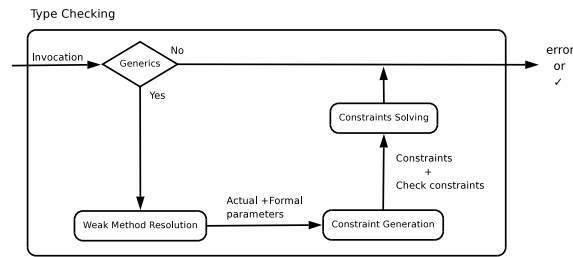 Type Checking
Invocation
Generics
No
error
or
✓
Yes
Constraints Solving
Constraints
+
Check constraints
Actual +Formal
parameters
Weak Method Resolution
Constraint Generation